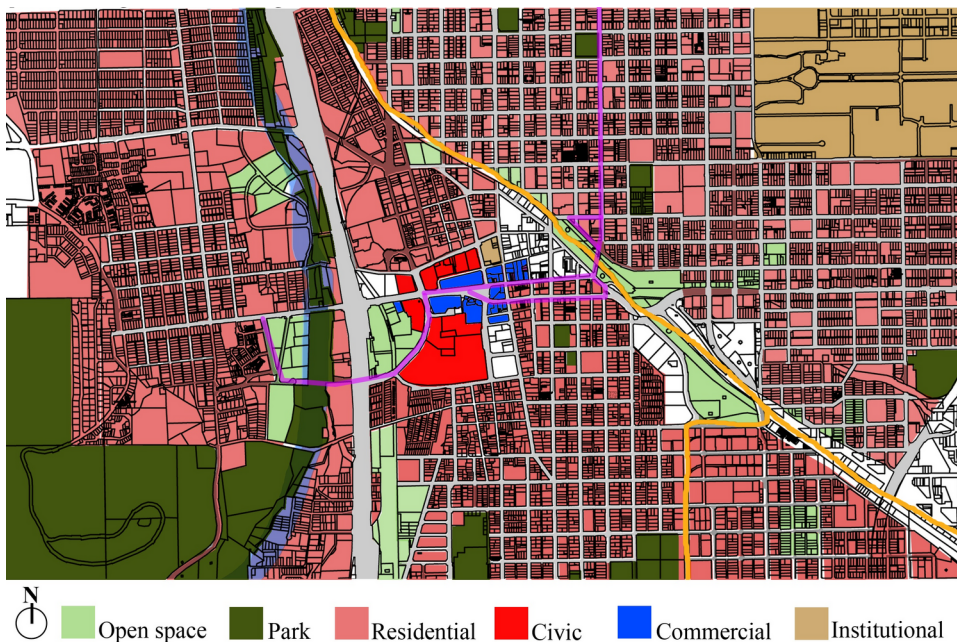 N
Open space
Park
Residential
Civic
Commercial
Institutional